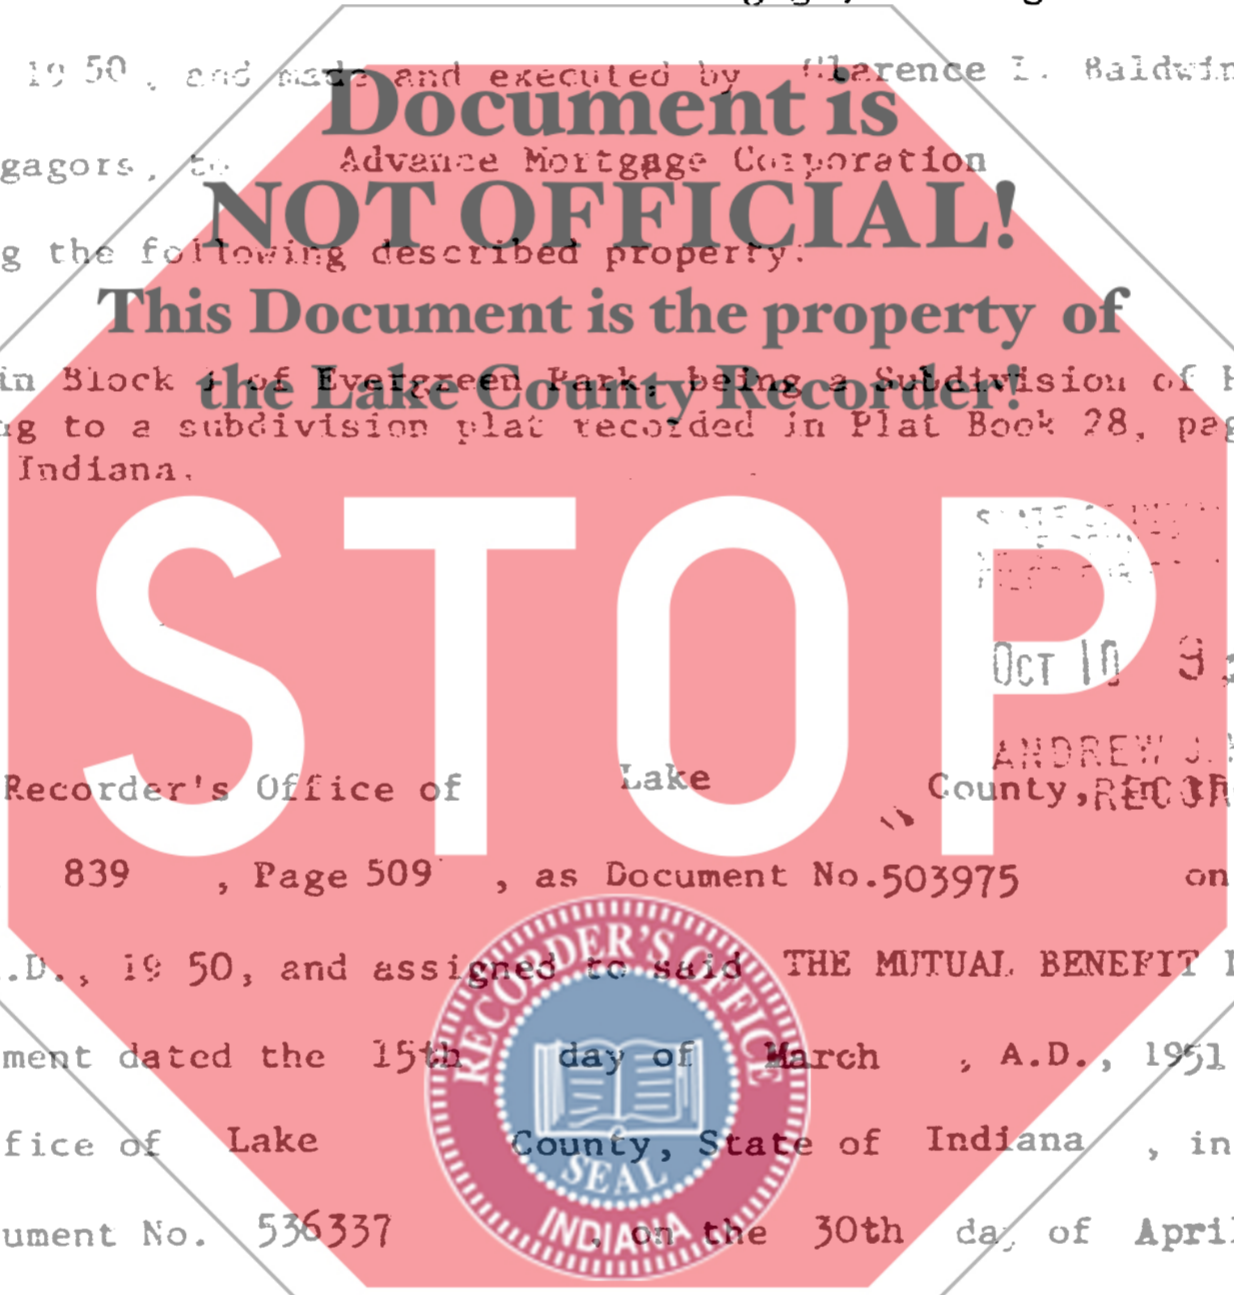 19 50, and made and executed by Clarence L. Baldwin
Document is
gagors, to Advance Mortgage Corporation
NOT OFFICIAL!
g the following described property:
This Document is the property of
in Block of Evergreen Park, being a Subdivision of
the Lake County Recorder!
ng to a subdivision plat recorded in Plat Book 28, pag
Indiana.
STOP
OCT 10 9
ANDREW J.
Recorder's Office of Lake County, in th
RECOR
839 , Page 509 , as Document No. 503975 on
.D., 19 50, and assigned to said THE MUTUAL BENEFIT
RECORDER'S OFFICE
ment dated the 15th day of March , A.D., 1951
fice of Lake County, State of Indiana , in
SEAL
INDIANA
ument No. 536337 , on the 30th day of April